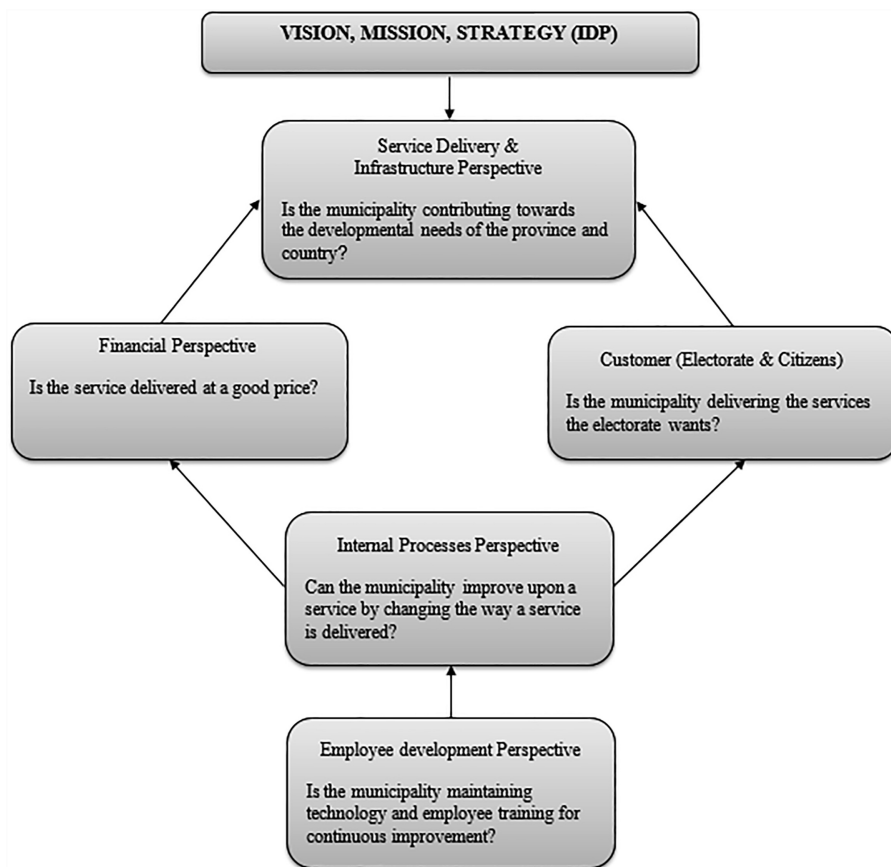 VISION, MISSION, STRATEGY (IDP)
Service Delivery &
Infrastructure Perspective
Is the municipality contributing towards
the developmental needs of the province and
country?
Financial Perspective
Is the service delivered at a good price?
Customer (Electorate & Citizens)
Is the municipality delivering the services
the electorate wants?
Internal Processes Perspective
Can the municipality improve upon a
service by changing the way a service
is delivered?
Employee development Perspective
Is the municipality maintaining
technology and employee training for
continuous improvement?